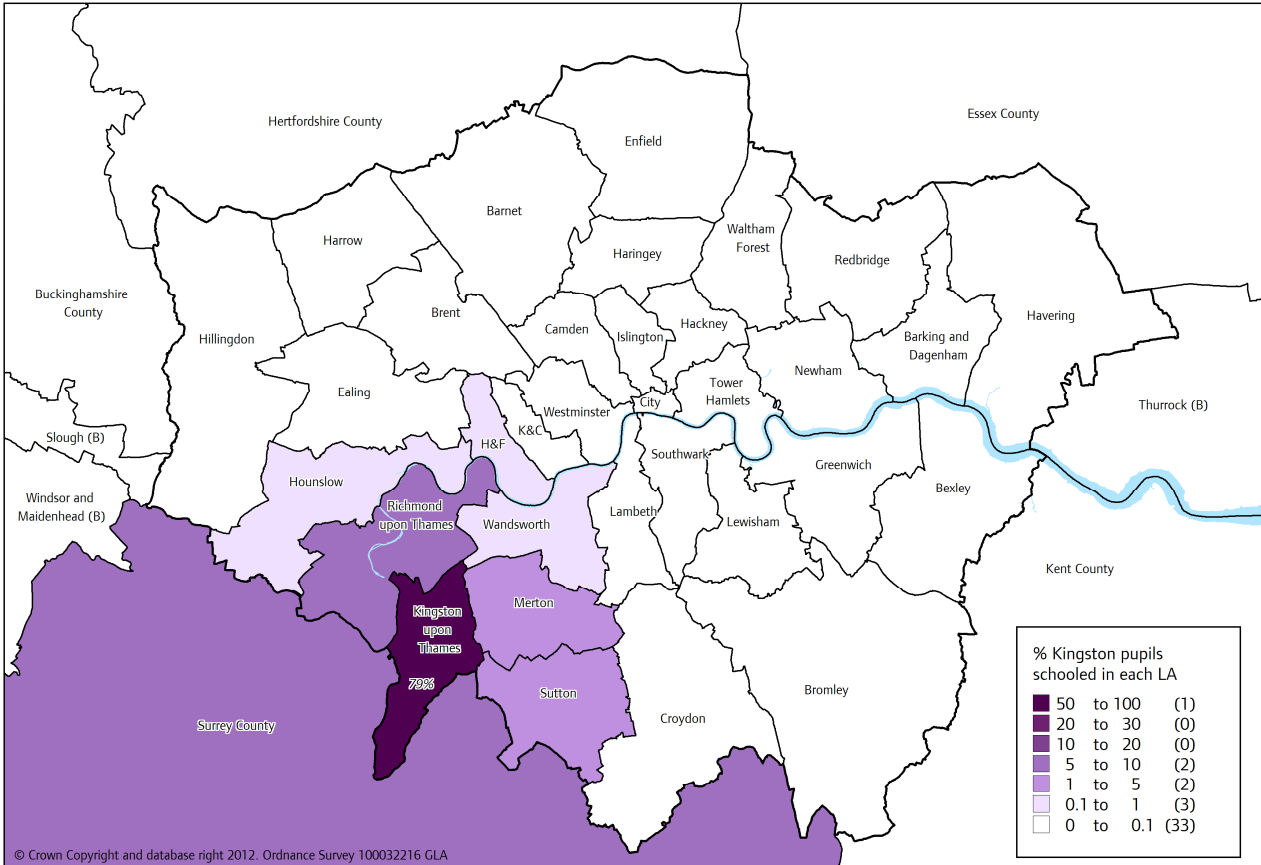 Hertfordshire County
Essex County
Enfield
Barnet
Harrow
Waltham
Forest
Haringey
Redbridge
Buckinghamshire
County
Brent
Hillingdon
Camden
Islington
Hackney
Havering
Barking and
Dagenham
Ealing
Newham
Tower
Hamlets
City
Westminster
Thurrock (B)
K&C
Slough (B)
H&F
Southwark
Greenwich
Hounslow
Bexley
Windsor and
Maidenhead (B)
Richmond
upon Thames
Wandsworth
Lambeth
Lewisham
Kent County
Merton
Kingston
upon
Thames
79%
Sutton
Bromley
Croydon
Surrey County
% Kingston pupils
schooled in each LA
50 to 100 (1)
20 to 30 (0)
10 to 20 (0)
5 to 10 (2)
1 to 5 (2)
0.1 to 1 (3)
0 to 0.1 (33)
© Crown Copyright and database right 2012. Ordnance Survey 100032216 GLA